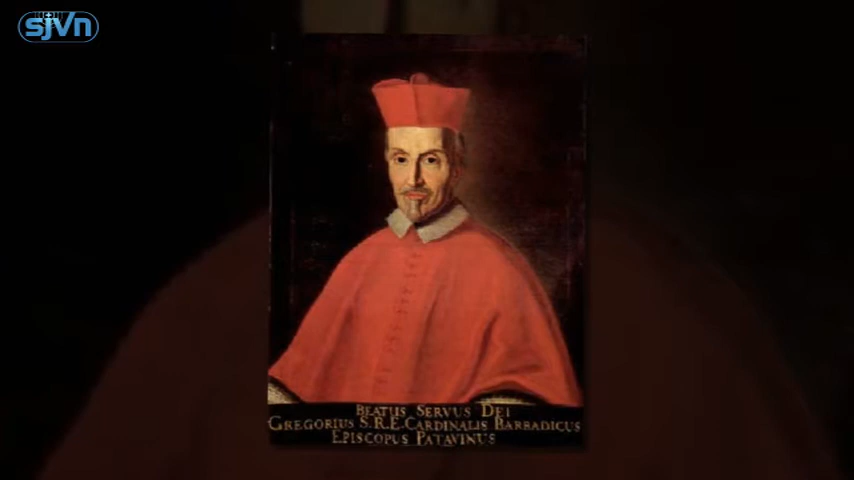 sjvn
BEATUS SERVUS DEI
GREGORIUS S.R.E. CARDINALIS BARBADICUS
EPISCOPUS PATAVINUS